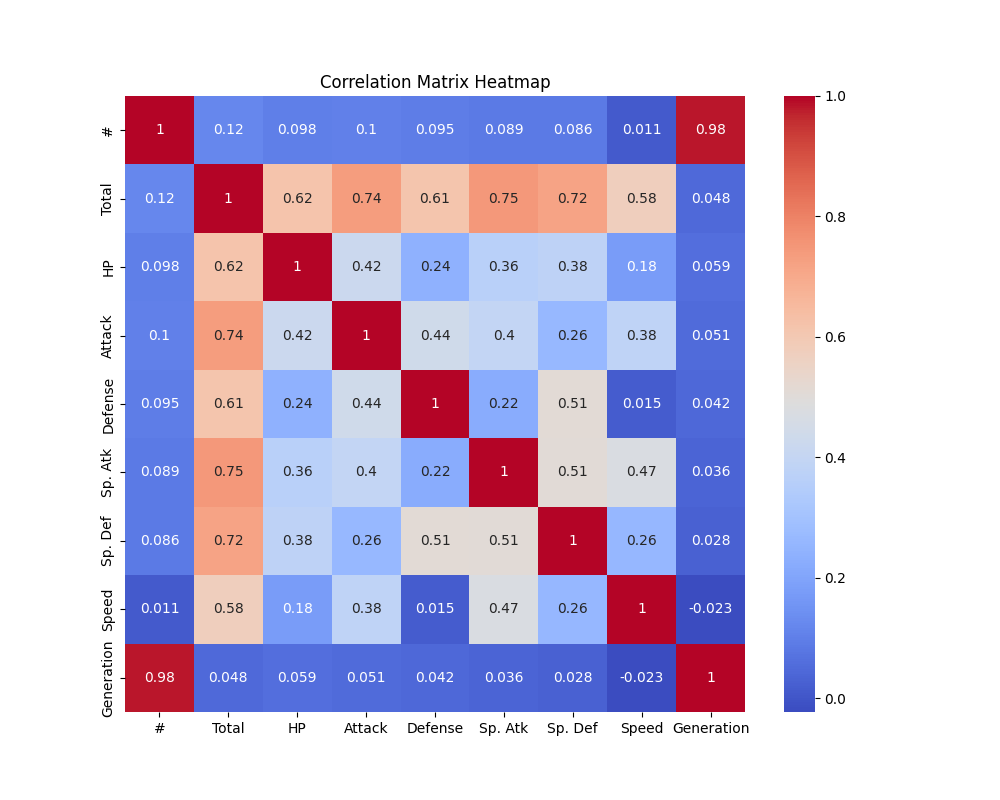 Correlation Matrix Heatmap
# 1 0.12 0.098 0.1 0.095 0.089 0.086 0.011 0.98
Total 0.12 1 0.62 0.74 0.61 0.75 0.72 0.58 0.048
HP 0.098 0.62 1 0.42 0.24 0.36 0.38 0.18 0.059
Attack 0.1 0.74 0.42 1 0.44 0.4 0.26 0.38 0.051
Defense 0.095 0.61 0.24 0.44 1 0.22 0.51 0.015 0.042
Sp. Atk 0.089 0.75 0.36 0.4 0.22 1 0.51 0.47 0.036
Sp. Def 0.086 0.72 0.38 0.26 0.51 0.51 1 0.26 0.028
Speed 0.011 0.58 0.18 0.38 0.015 0.47 0.26 1 -0.023
Generation 0.98 0.048 0.059 0.051 0.042 0.036 0.028 -0.023 1
# Total HP Attack Defense Sp. Atk Sp. Def Speed Generation
1.0
0.8
0.6
0.4
0.2
0.0